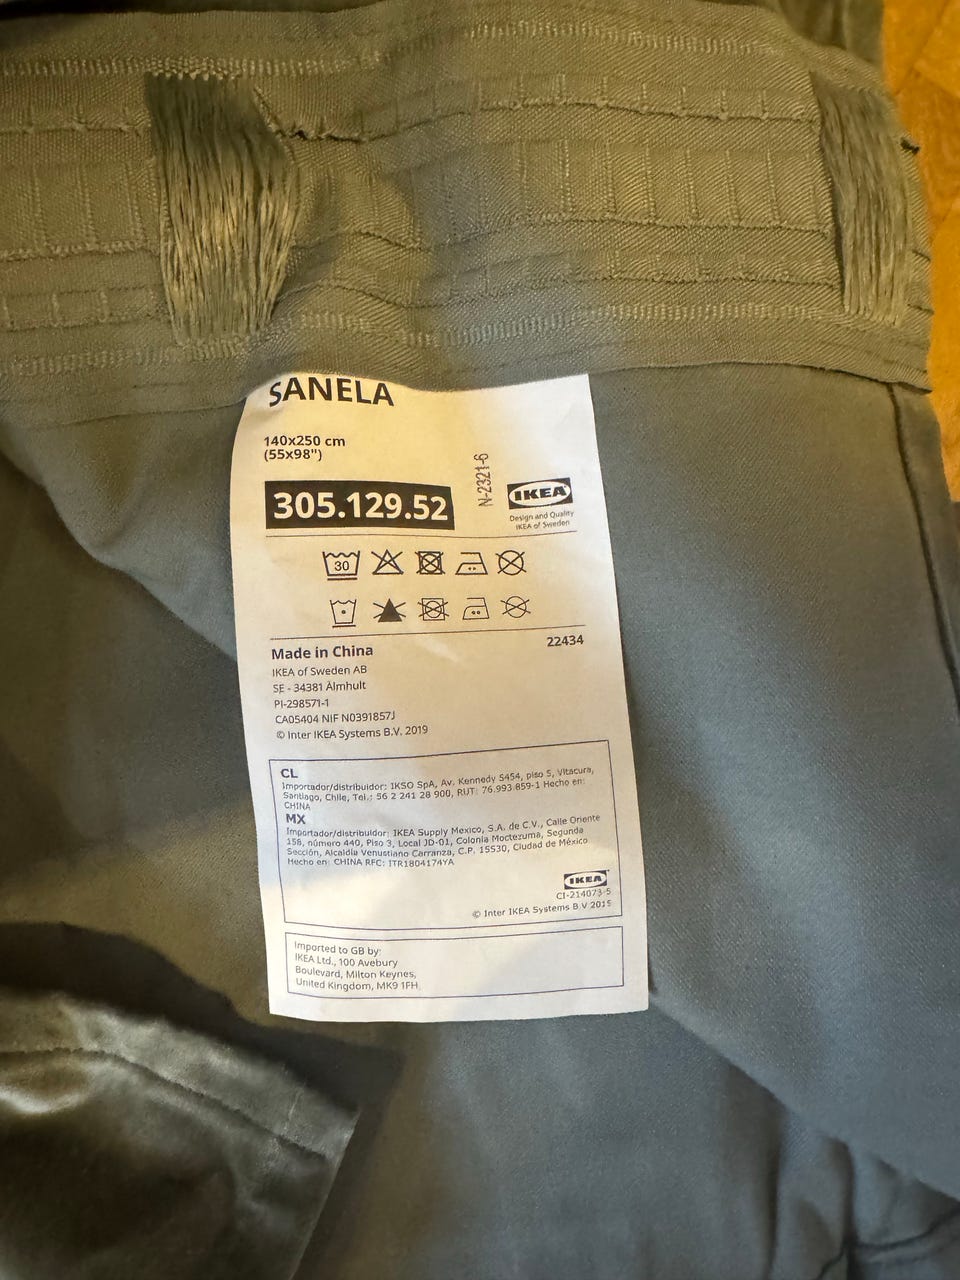 SANELA
140x250 cm
(55x98")
N-2321-6
305.129.52
IKEA
Design and Quality
IKEA of Sweden
30
Made in China
22434
IKEA of Sweden AB
SE - 34381 Älmhult
PI-298571-1
CA05404 NIF N0391857J
© Inter IKEA Systems B.V. 2019
CL
Importador/distribuidor: IKSO SpA, Av. Kennedy 5454, piso 5, Vitacura,
Santiago, Chile, Tel.: 56 2 241 28 900, RUT: 76.993.859-1 Hecho en:
CHINA
MX
Importador/distribuidor: IKEA Supply Mexico, S.A. de C.V., Calle Oriente
158, número 440, Piso 3, Local JD-01, Colonia Moctezuma, Segunda
Sección, Alcaldía Venustiano Carranza, C.P. 15530, Ciudad de México
Hecho en: CHINA RFC: ITR1804174YA
IKEA
CI-214073-5
© Inter IKEA Systems B.V 2015
Imported to GB by:
IKEA Ltd., 100 Avebury
Boulevard, Milton Keynes,
United Kingdom, MK9 1FH